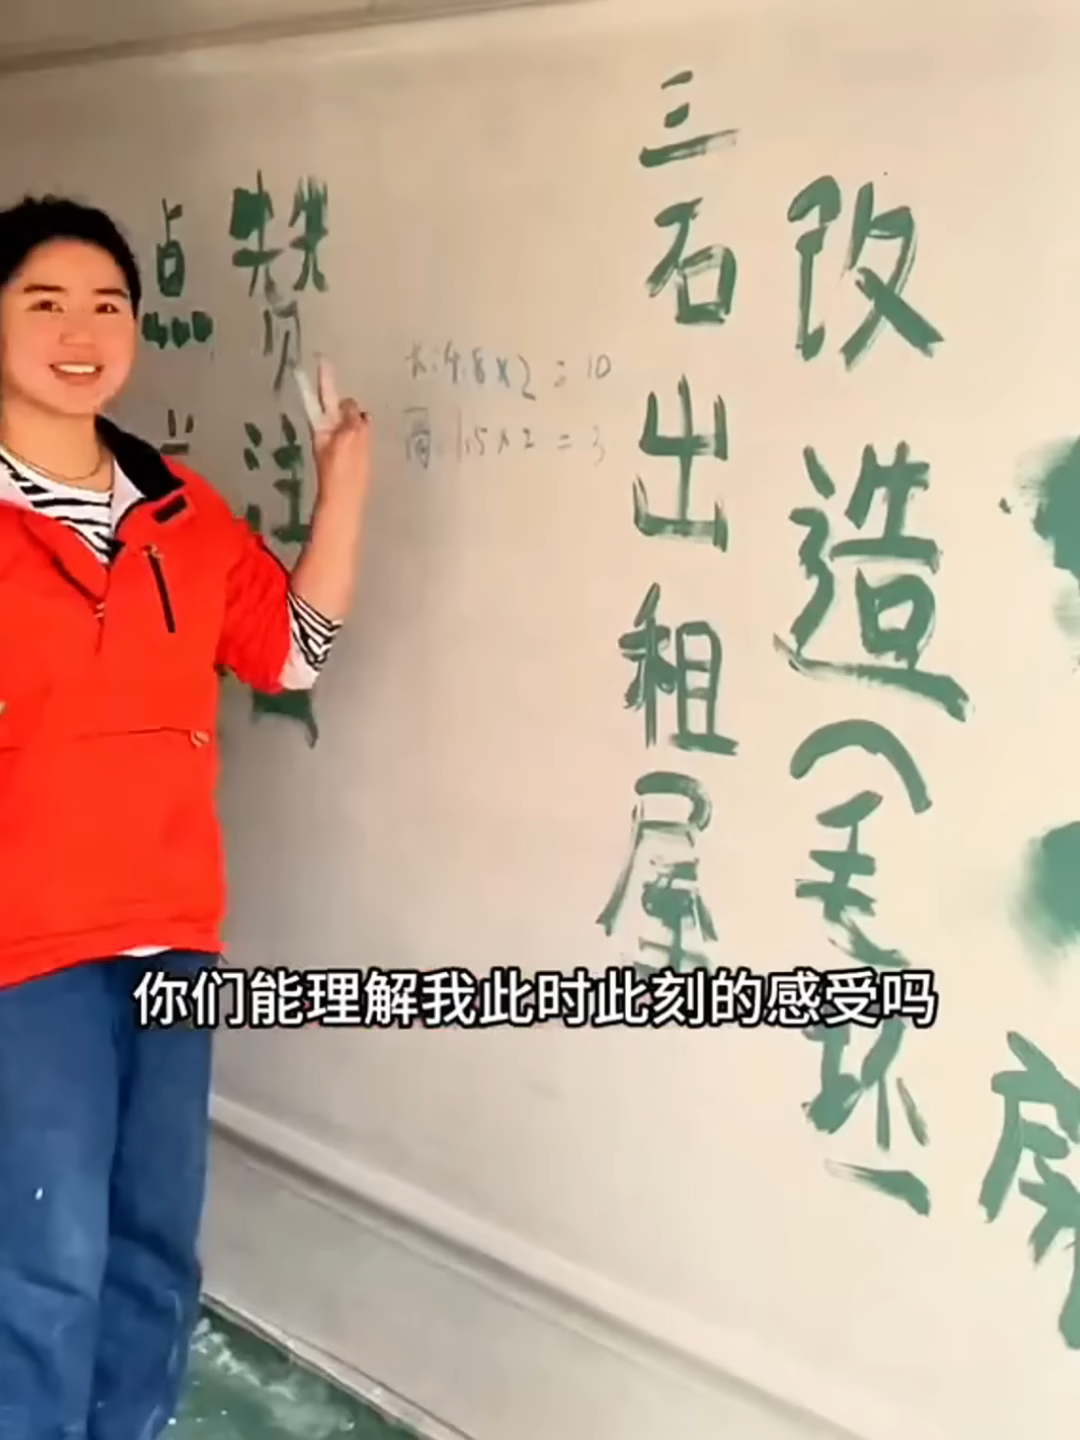 改造(毛坯
三石出租屋
长:4.8×2=10
高:1.5×2=3
赞
注
点
你们能理解我此时此刻的感受吗